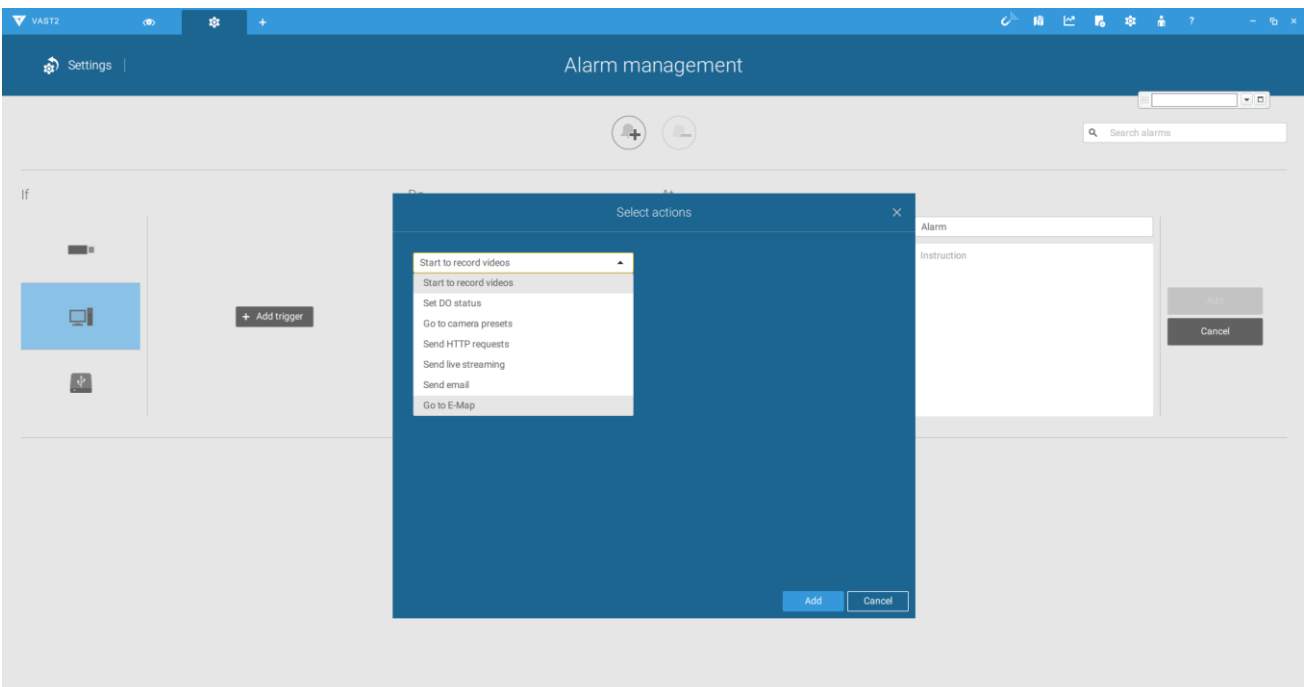 VAST2
+
?
Settings
Alarm management
Search alarms
If
Select actions
Alarm
Start to record videos
Instruction
Start to record videos
Set DO status
Add
+ Add trigger
Go to camera presets
Cancel
Send HTTP requests
Send live streaming
Send email
Go to E-Map
Add
Cancel